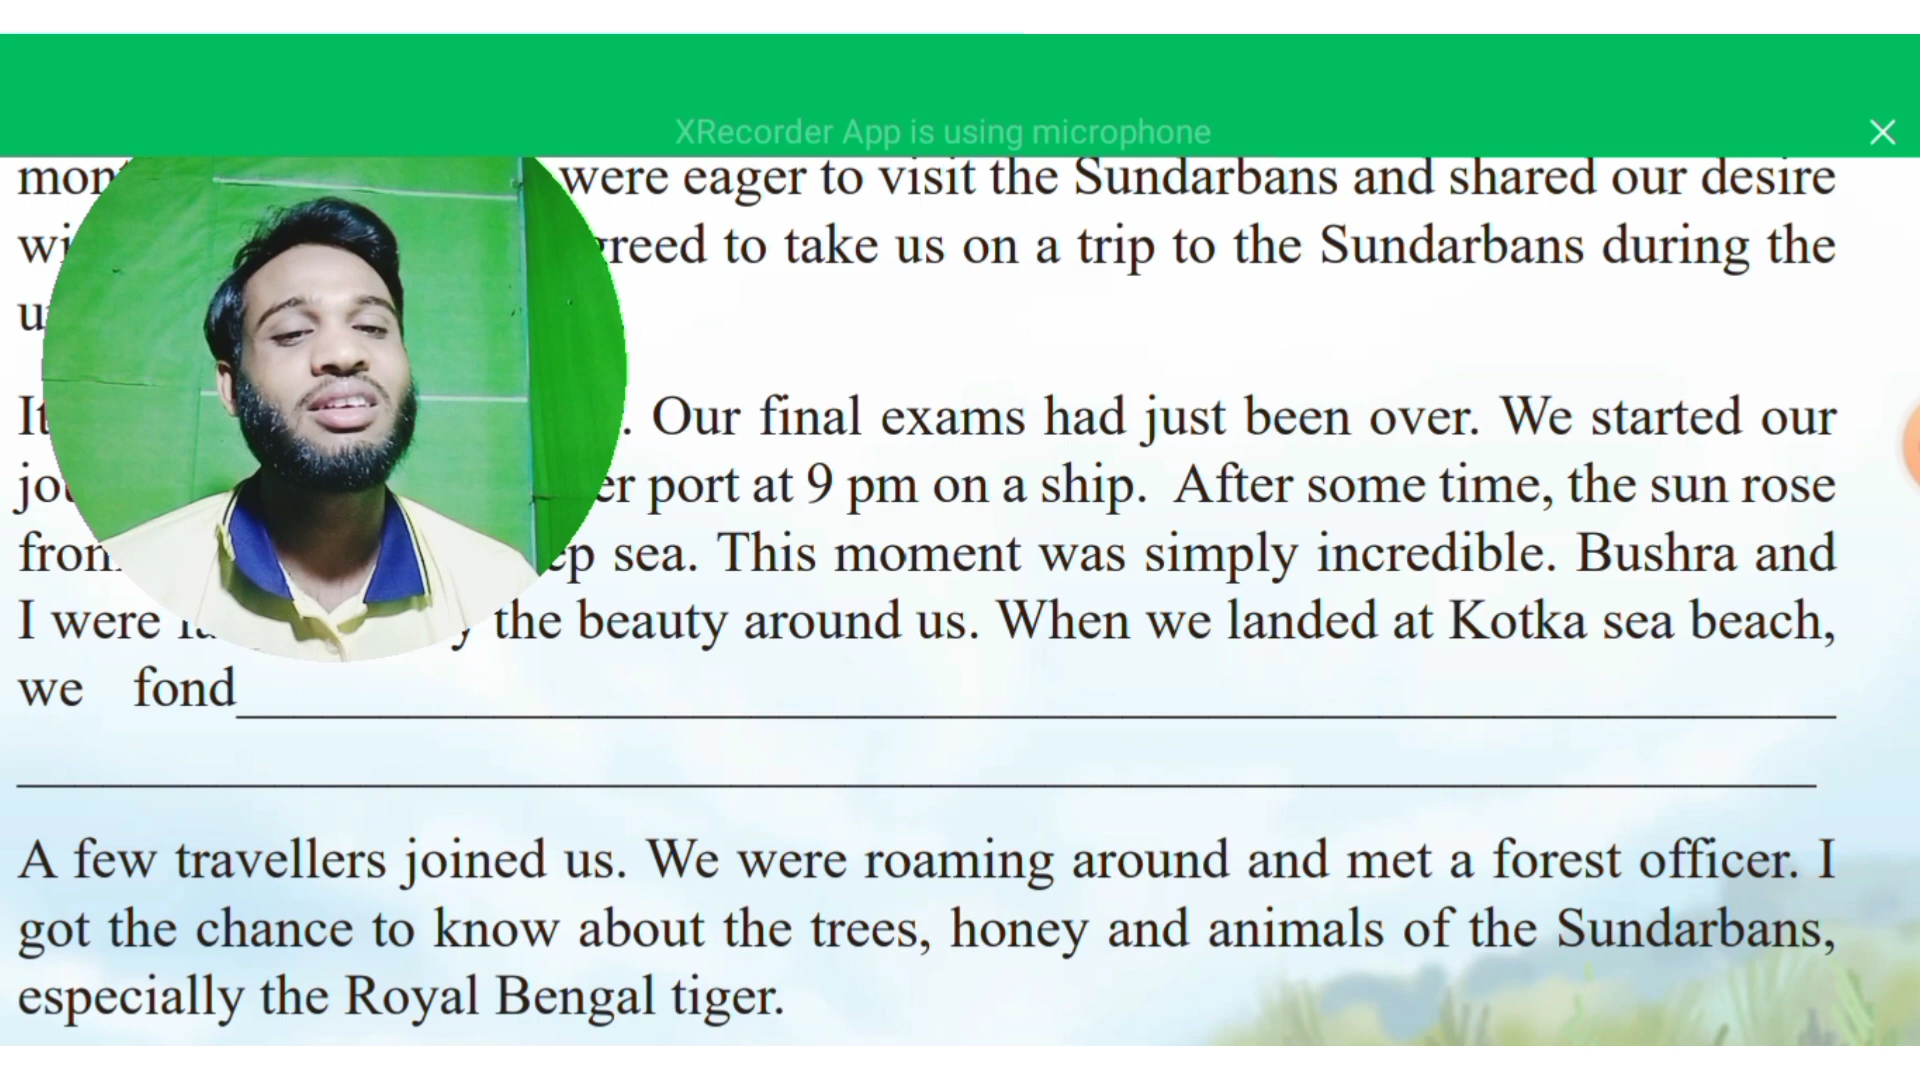 XRecorder App is using microphone
were eager to visit the Sundarbans and shared our desire
to take us on a trip to the Sundarbans during the
It . Our final exams had just been over. We started our
port at 9 pm on a ship. After some time, the sun rose
sea. This moment was simply incredible. Bushra and
I were the beauty around us. When we landed at Kotka sea beach,
we fond
A few travellers joined us. We were roaming around and met a forest officer. I
got the chance to know about the trees, honey and animals of the Sundarbans,
especially the Royal Bengal tiger.